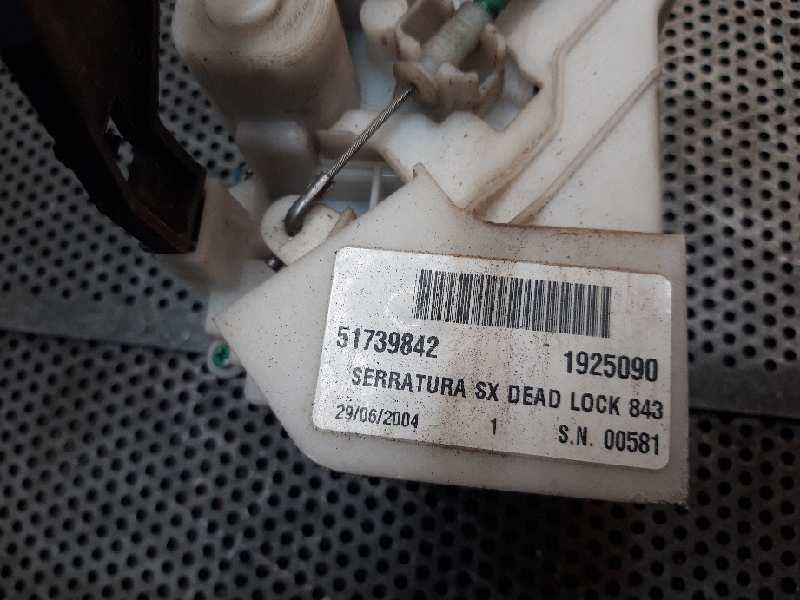 51739842 1925090
SERRATURA SX DEAD LOCK 843
29/06/2004 1 S.N. 00581